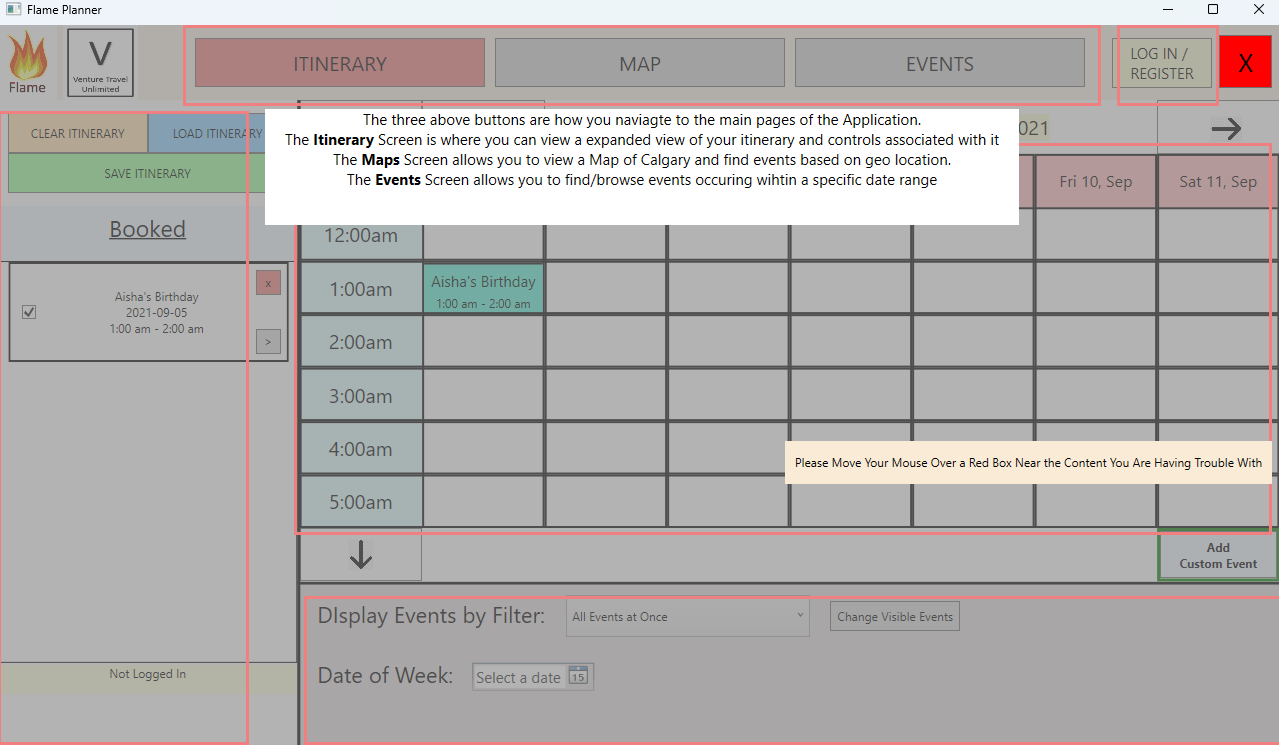 Flame Planner
Flame
V
Venture Travel
Unlimited
ITINERARY
MAP
EVENTS
LOG IN /
REGISTER
X
The three above buttons are how you naviagte to the main pages of the Application.
The Itinerary Screen is where you can view a expanded view of your itinerary and controls associated with it
The Maps Screen allows you to view a Map of Calgary and find events based on geo location.
The Events Screen allows you to find/browse events occuring wihtin a specific date range
CLEAR ITINERARY
LOAD ITINERARY
SAVE ITINERARY
Booked
Aisha's Birthday
2021-09-05
1:00 am - 2:00 am
x
>
Not Logged In
2021
Fri 10, Sep
Sat 11, Sep
12:00am
1:00am
Aisha's Birthday
1:00 am - 2:00 am
2:00am
3:00am
4:00am
5:00am
Please Move Your Mouse Over a Red Box Near the Content You Are Having Trouble With
Add
Custom Event
DIsplay Events by Filter:
All Events at Once
Change Visible Events
Date of Week:
Select a date
15